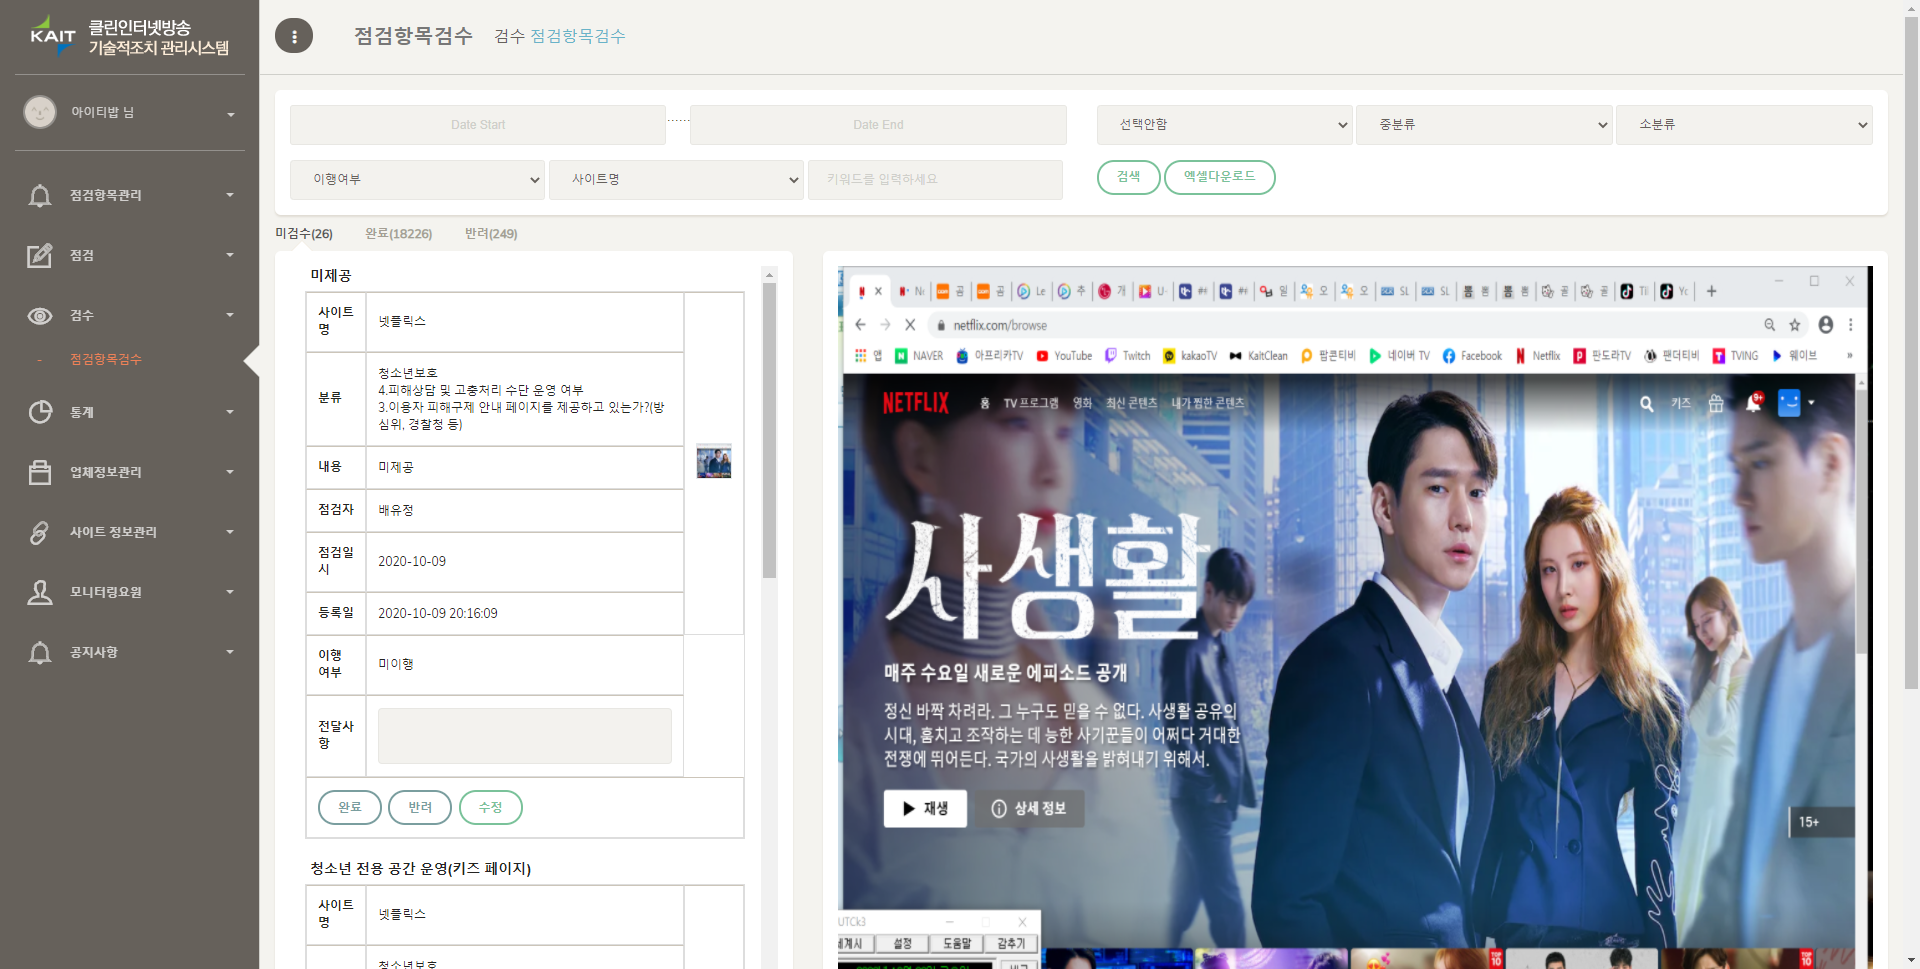 KAIT 클린인터넷방송
기술적조치 관리시스템
아이티밥 님
점검항목관리
점검
검수
- 점검항목검수
통계
업체정보관리
사이트 정보관리
모니터링요원
공지사항
점검항목검수 검수 점검항목검수
Date Start
Date End
선택안함
중분류
소분류
이행여부
사이트명
키워드를 입력하세요
검색
엑셀다운로드
미검수(26)
완료(18226)
반려(249)
미제공
사이트명
넷플릭스
분류
청소년보호
4.피해상담 및 고충처리 수단 운영 여부
3.이용자 피해구제 안내 페이지를 제공하고 있는가?(방
심위, 경찰청 등)
내용
미제공
점검자
배유정
점검일시
2020-10-09
등록일
2020-10-09 20:16:09
이행
여부
미이행
전달사항
완료
반려
수정
청소년 전용 공간 운영(키즈 페이지)
사이트명
넷플릭스
청소년보호
netflix.com/browse
앱
NAVER
아프리카TV
YouTube
Twitch
kakaoTV
KaitClean
팝콘티비
네이버 TV
Facebook
Netflix
판도라TV
팬더티비
TVING
웨이브
»
NETFLIX
홈
TV 프로그램
영화
최신 콘텐츠
내가 찜한 콘텐츠
키즈
9+
사생활
매주 수요일 새로운 에피소드 공개
정신 바짝 차려라. 그 누구도 믿을 수 없다. 사생활 공유의
시대, 훔치고 조작하는 데 능한 사기꾼들이 어쩌다 거대한
전쟁에 뛰어든다. 국가의 사생활을 밝혀내기 위해서.
재생
상세 정보
15+
UTCk3
설정
도움말
감추기
TOP
10
TOP
10